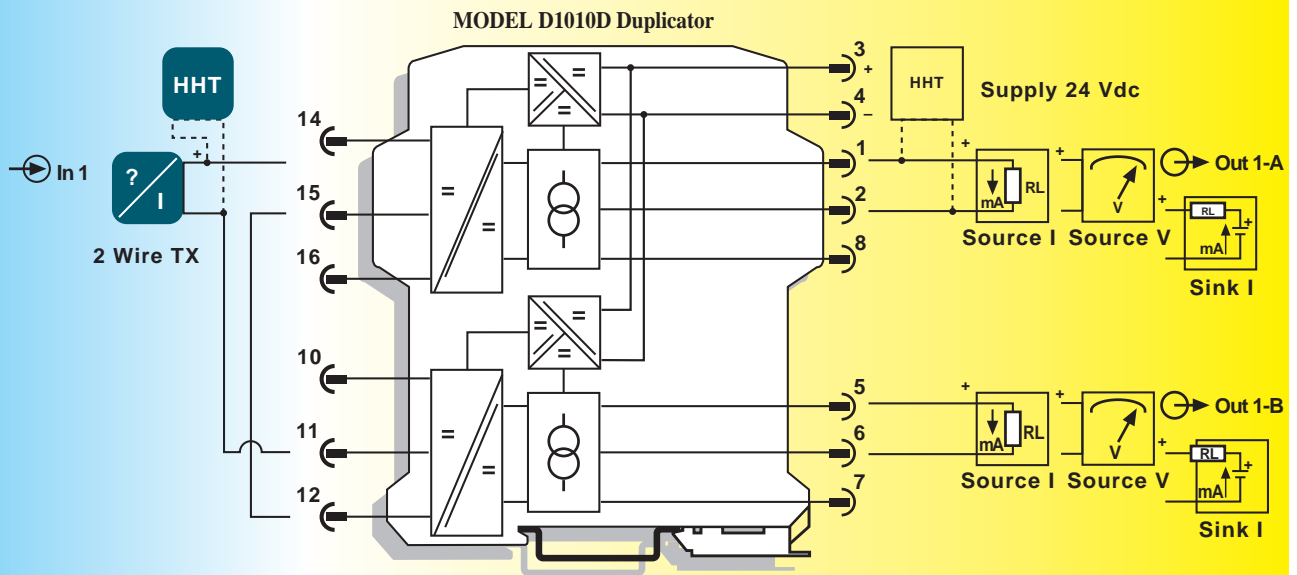 MODEL D1010D Duplicator
HHT
+
In 1
?
I
2 Wire TX
14
15
16
10
11
12
=
=
=
=
=
=
=
=
=
=
3
+
4
–
1
2
8
5
6
7
HHT
Supply 24 Vdc
+
mA
RL
Source I
+
V
Source V
Out 1-A
+
RL
+
mA
Sink I
+
mA
RL
Source I
+
V
Source V
Out 1-B
+
RL
+
mA
Sink I